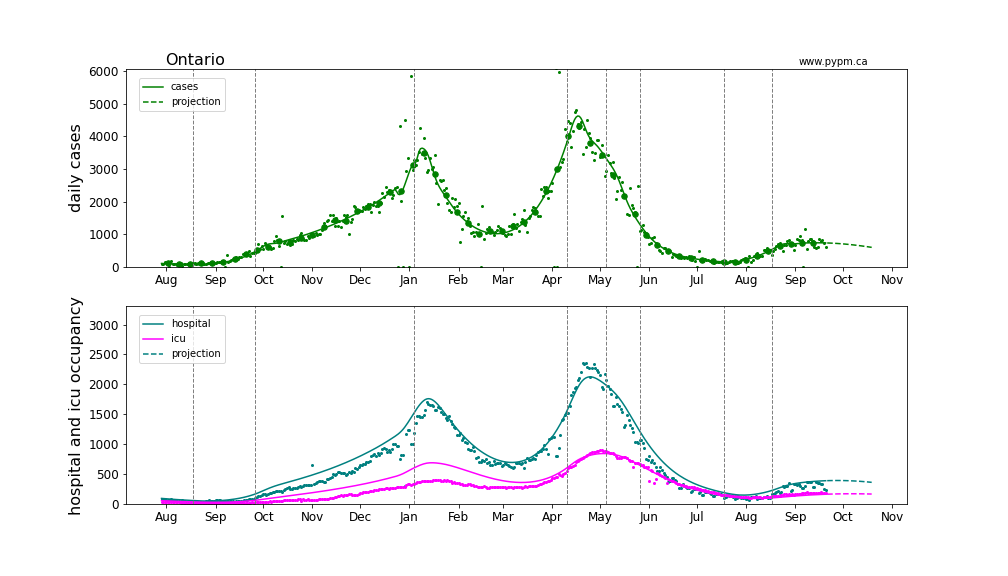 Ontario
www.pypm.ca
daily cases
6000
5000
4000
3000
2000
1000
0
cases
projection
Aug Sep Oct Nov Dec Jan Feb Mar Apr May Jun Jul Aug Sep Oct Nov
hospital and icu occupancy
3000
2500
2000
1500
1000
500
0
hospital
icu
projection
Aug Sep Oct Nov Dec Jan Feb Mar Apr May Jun Jul Aug Sep Oct Nov